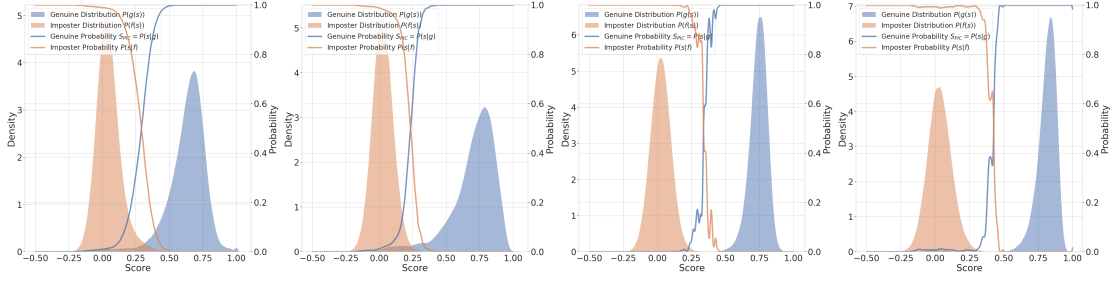 Genuine Distribution P(g(s))
Imposter Distribution P(f(s))
Genuine Probability S_PIC = P(s|g)
Imposter Probability P(s|f)
5
4
3
2
1
0
Density
1.0
0.8
0.6
0.4
0.2
0.0
Probability
−0.50 −0.25 0.00 0.25 0.50 0.75 1.00
Score
Genuine Distribution P(g(s))
Imposter Distribution P(f(s))
Genuine Probability S_PIC = P(s|g)
Imposter Probability P(s|f)
5
4
3
2
1
0
Density
1.0
0.8
0.6
0.4
0.2
0.0
Probability
−0.50 −0.25 0.00 0.25 0.50 0.75 1.00
Score
Genuine Distribution P(g(s))
Imposter Distribution P(f(s))
Genuine Probability S_PIC = P(s|g)
Imposter Probability P(s|f)
6
5
4
3
2
1
0
Density
1.0
0.8
0.6
0.4
0.2
0.0
Probability
−0.50 −0.25 0.00 0.25 0.50 0.75 1.00
Score
Genuine Distribution P(g(s))
Imposter Distribution P(f(s))
Genuine Probability S_PIC = P(s|g)
Imposter Probability P(s|f)
7
6
5
4
3
2
1
0
Density
1.0
0.8
0.6
0.4
0.2
0.0
Probability
−0.50 −0.25 0.00 0.25 0.50 0.75 1.00
Score